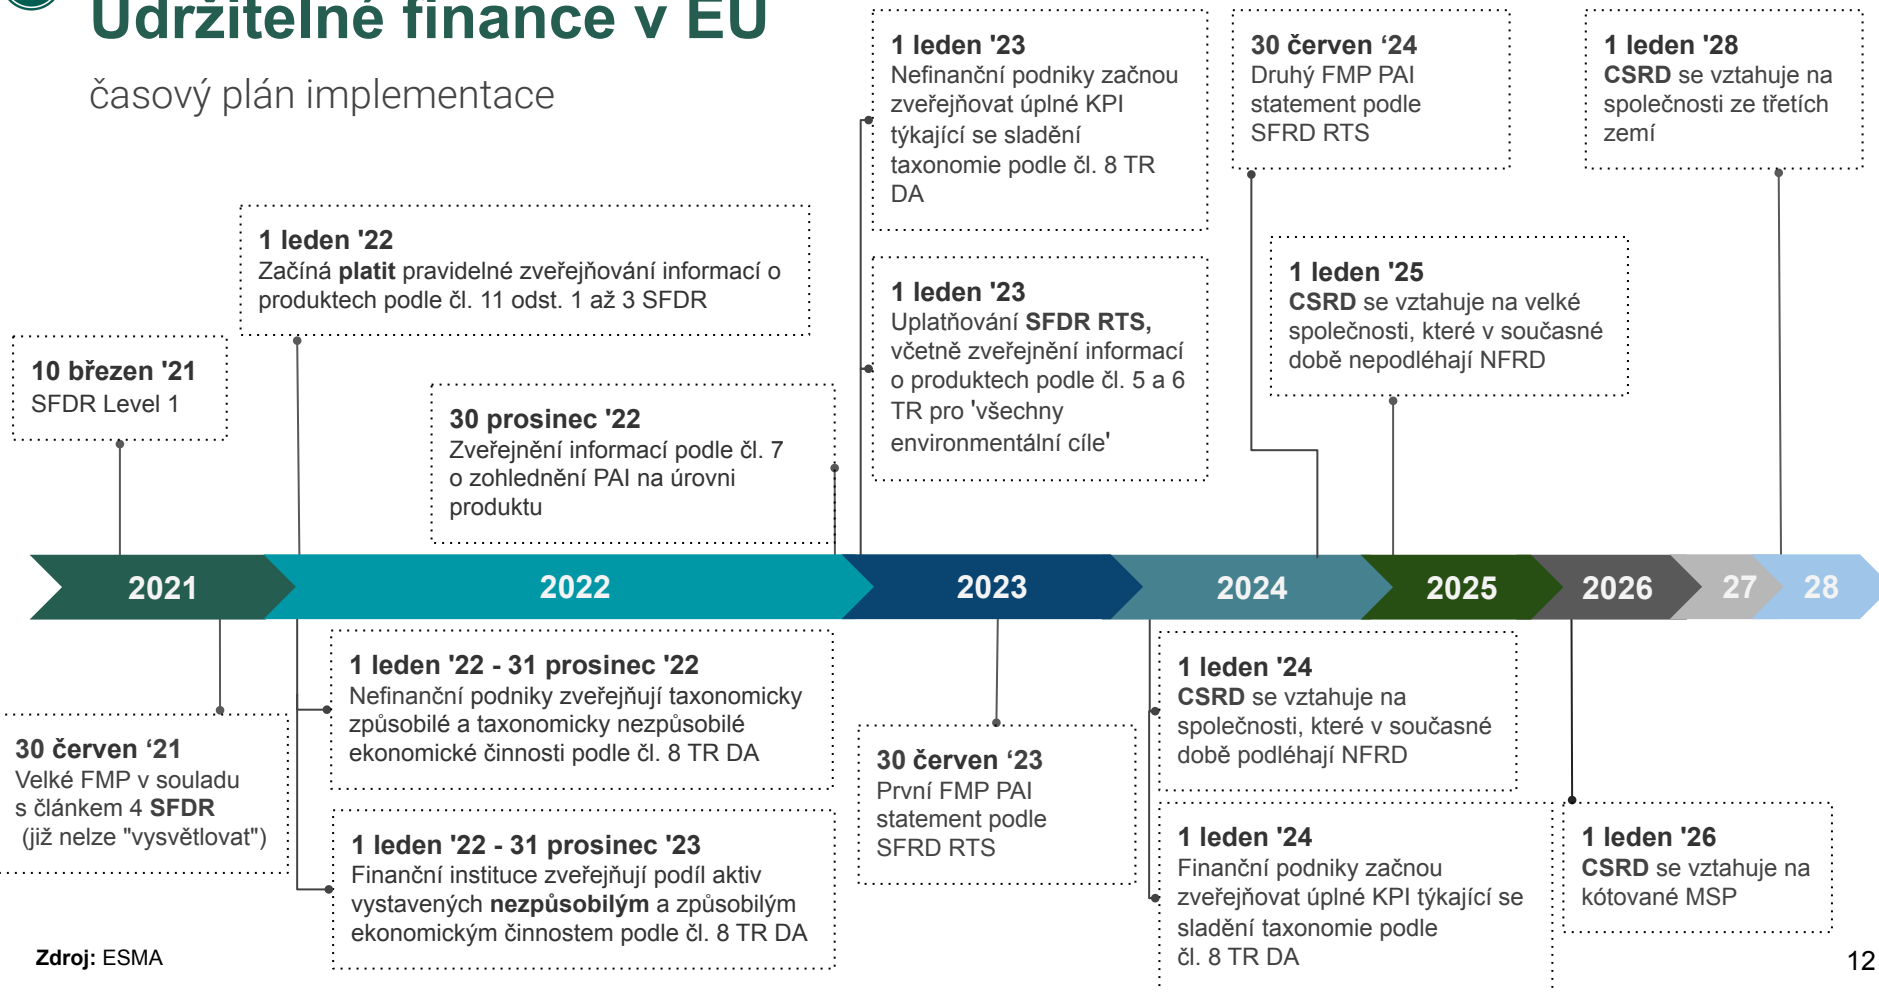 Udržitelné finance v EU
časový plán implementace
1 leden '23
Nefinanční podniky začnou
zveřejňovat úplné KPI
týkající se sladění
taxonomie podle čl. 8 TR
DA
30 červen ‘24
Druhý FMP PAI
statement podle
SFRD RTS
1 leden '28
CSRD se vztahuje na
společnosti ze třetích
zemí
1 leden '22
Začíná platit pravidelné zveřejňování informací o
produktech podle čl. 11 odst. 1 až 3 SFDR
1 leden '23
Uplatňování SFDR RTS,
včetně zveřejnění informací
o produktech podle čl. 5 a 6
TR pro 'všechny
environmentální cíle'
1 leden '25
CSRD se vztahuje na velké
společnosti, které v současné
době nepodléhají NFRD
10 březen '21
SFDR Level 1
30 prosinec '22
Zveřejnění informací podle čl. 7
o zohlednění PAI na úrovni
produktu
2021
2022
2023
2024
2025
2026
27
28
30 červen ‘21
Velké FMP v souladu
s článkem 4 SFDR
(již nelze "vysvětlovat")
1 leden '22 - 31 prosinec '22
Nefinanční podniky zveřejňují taxonomicky
způsobilé a taxonomicky nezpůsobilé
ekonomické činnosti podle čl. 8 TR DA
1 leden '22 - 31 prosinec '23
Finanční instituce zveřejňují podíl aktiv
vystavených nezpůsobilým a způsobilým
ekonomickým činnostem podle čl. 8 TR DA
30 červen ‘23
První FMP PAI
statement podle
SFRD RTS
1 leden '24
CSRD se vztahuje na
společnosti, které v současné
době podléhají NFRD
1 leden '24
Finanční podniky začnou
zveřejňovat úplné KPI týkající se
sladění taxonomie podle
čl. 8 TR DA
1 leden '26
CSRD se vztahuje na
kótované MSP
Zdroj: ESMA
12